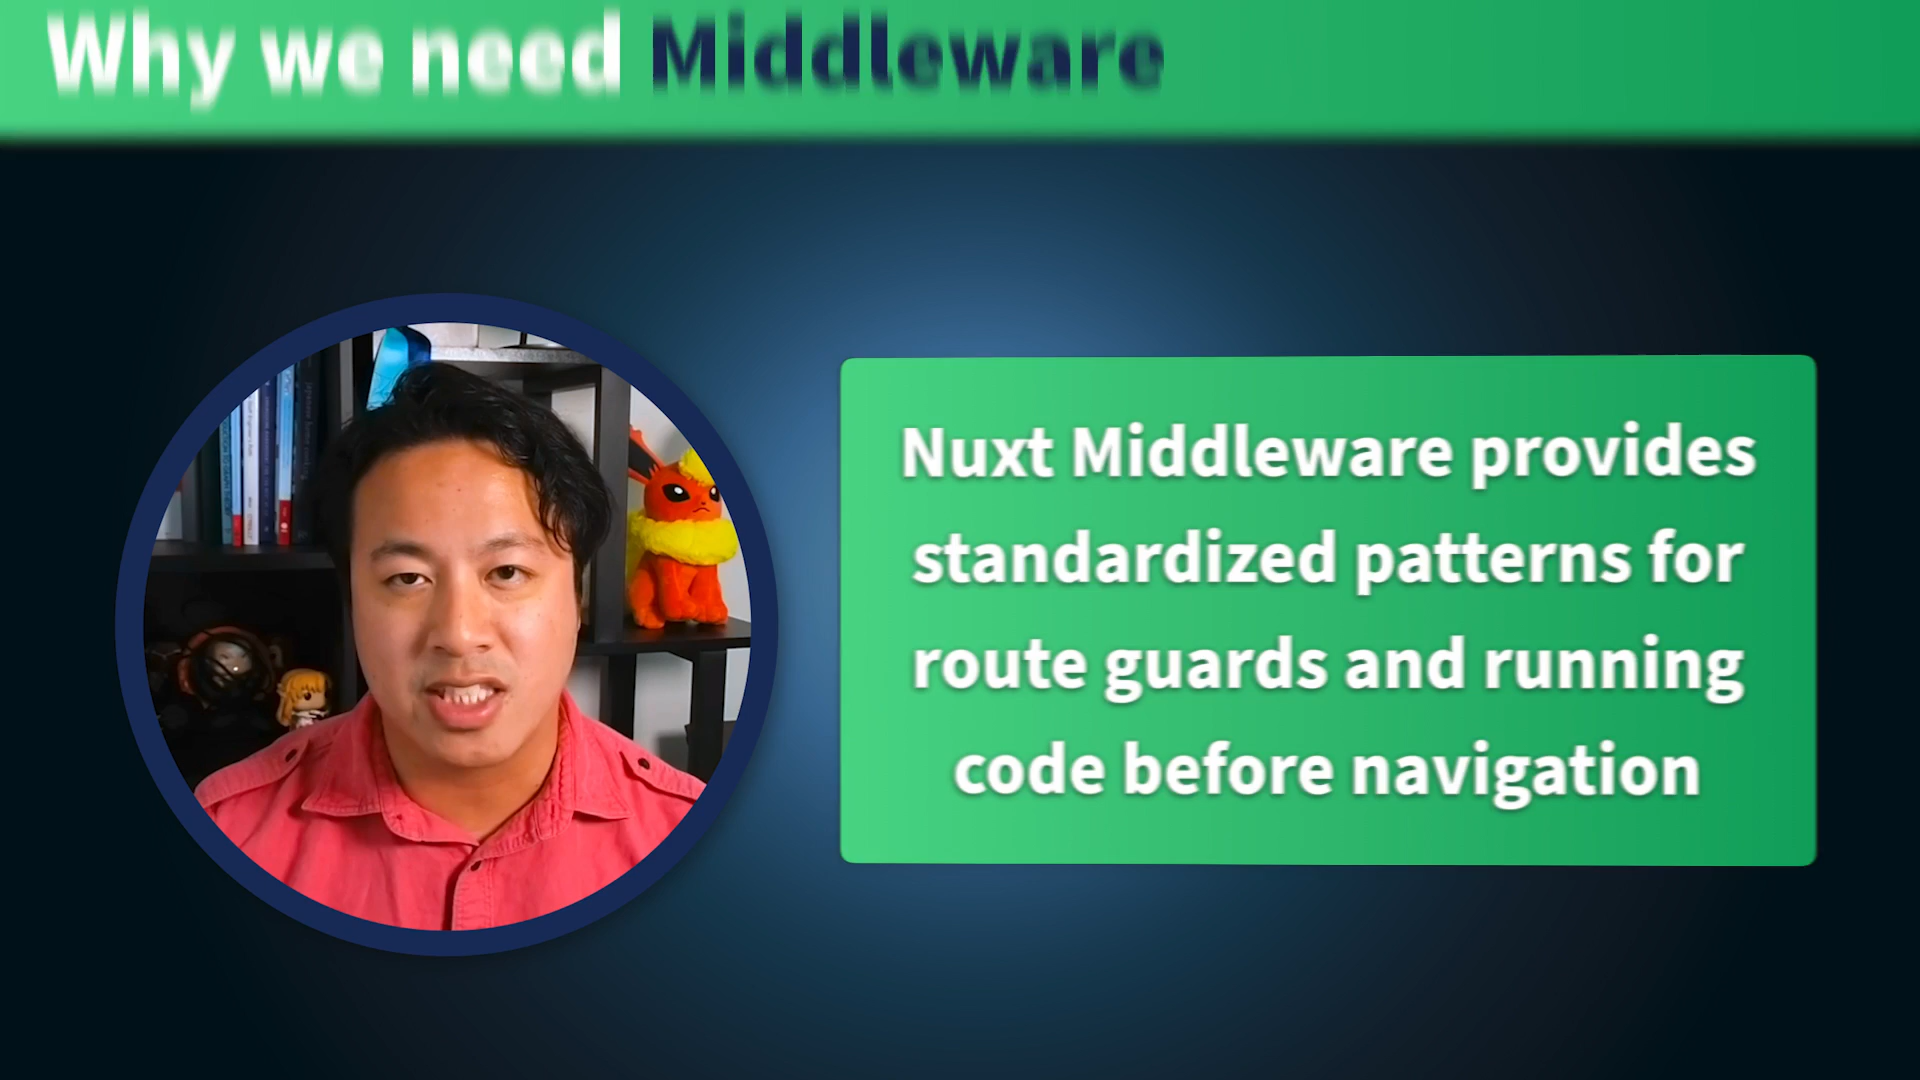 Why we need Middleware
Nuxt Middleware provides
standardized patterns for
route guards and running
code before navigation